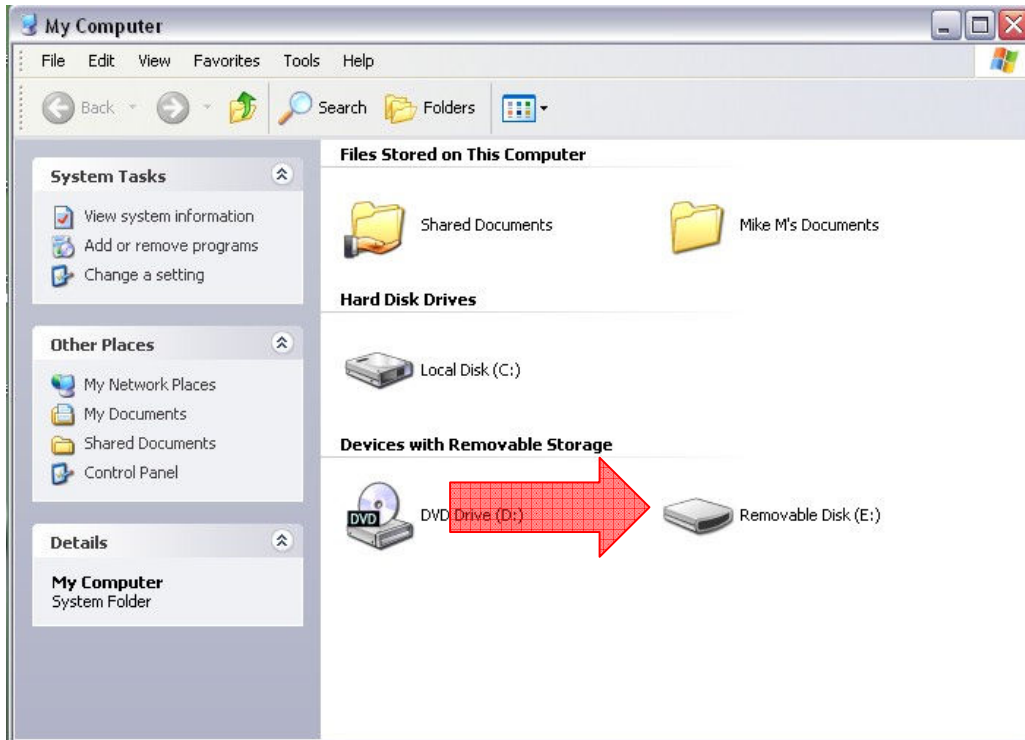 My Computer
File Edit View Favorites Tools Help
Back Search Folders
System Tasks
View system information
Add or remove programs
Change a setting
Other Places
My Network Places
My Documents
Shared Documents
Control Panel
Details
My Computer
System Folder
Files Stored on This Computer
Shared Documents Mike M's Documents
Hard Disk Drives
Local Disk (C:)
Devices with Removable Storage
DVD DVD Drive (D:) Removable Disk (E:)